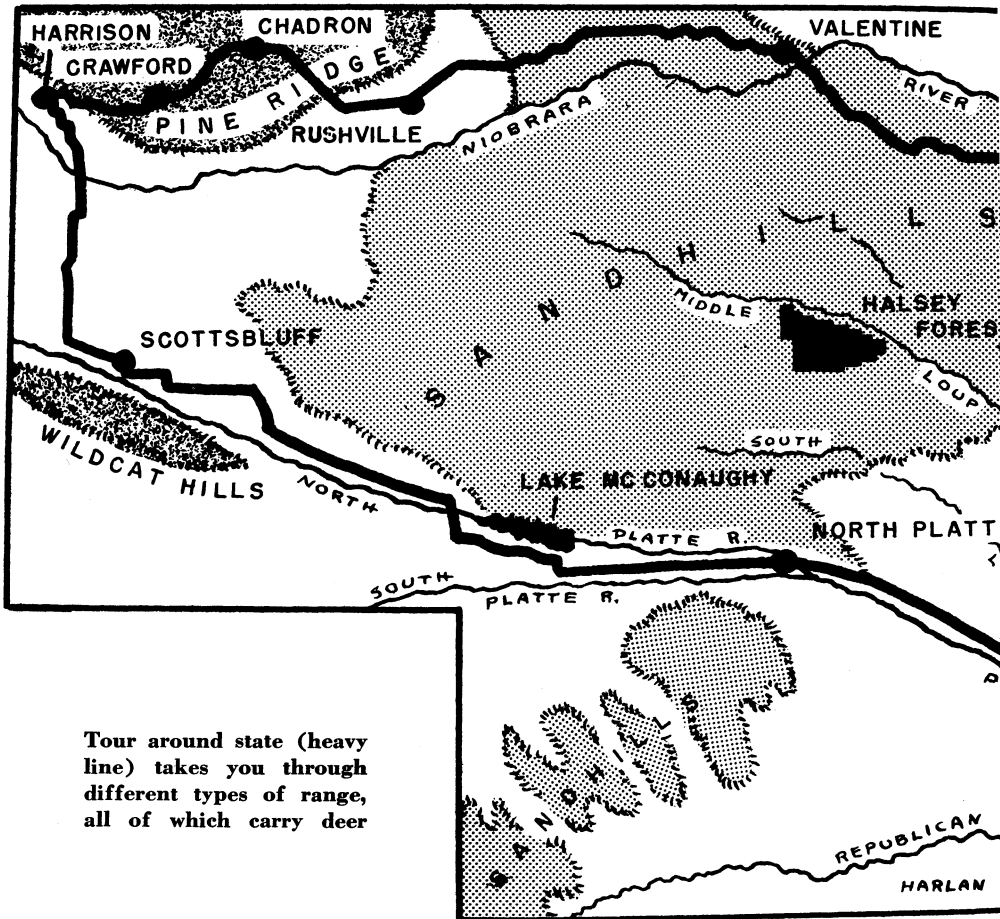 HARRISON
CHADRON
VALENTINE
CRAWFORD
PINE RIDGE
RUSHVILLE
NIOBRARA
RIVER
SANDHILLS
MIDDLE
LOUP
HALSEY
FORES
SCOTTSBLUFF
WILDCAT HILLS
SOUTH
NORTH
LAKE MC CONAUGHY
PLATTE R.
NORTH PLATT
SOUTH
PLATTE R.
P
SAND HILLS
REPUBLICAN
HARLAN
Tour around state (heavy
line) takes you through
different types of range,
all of which carry deer